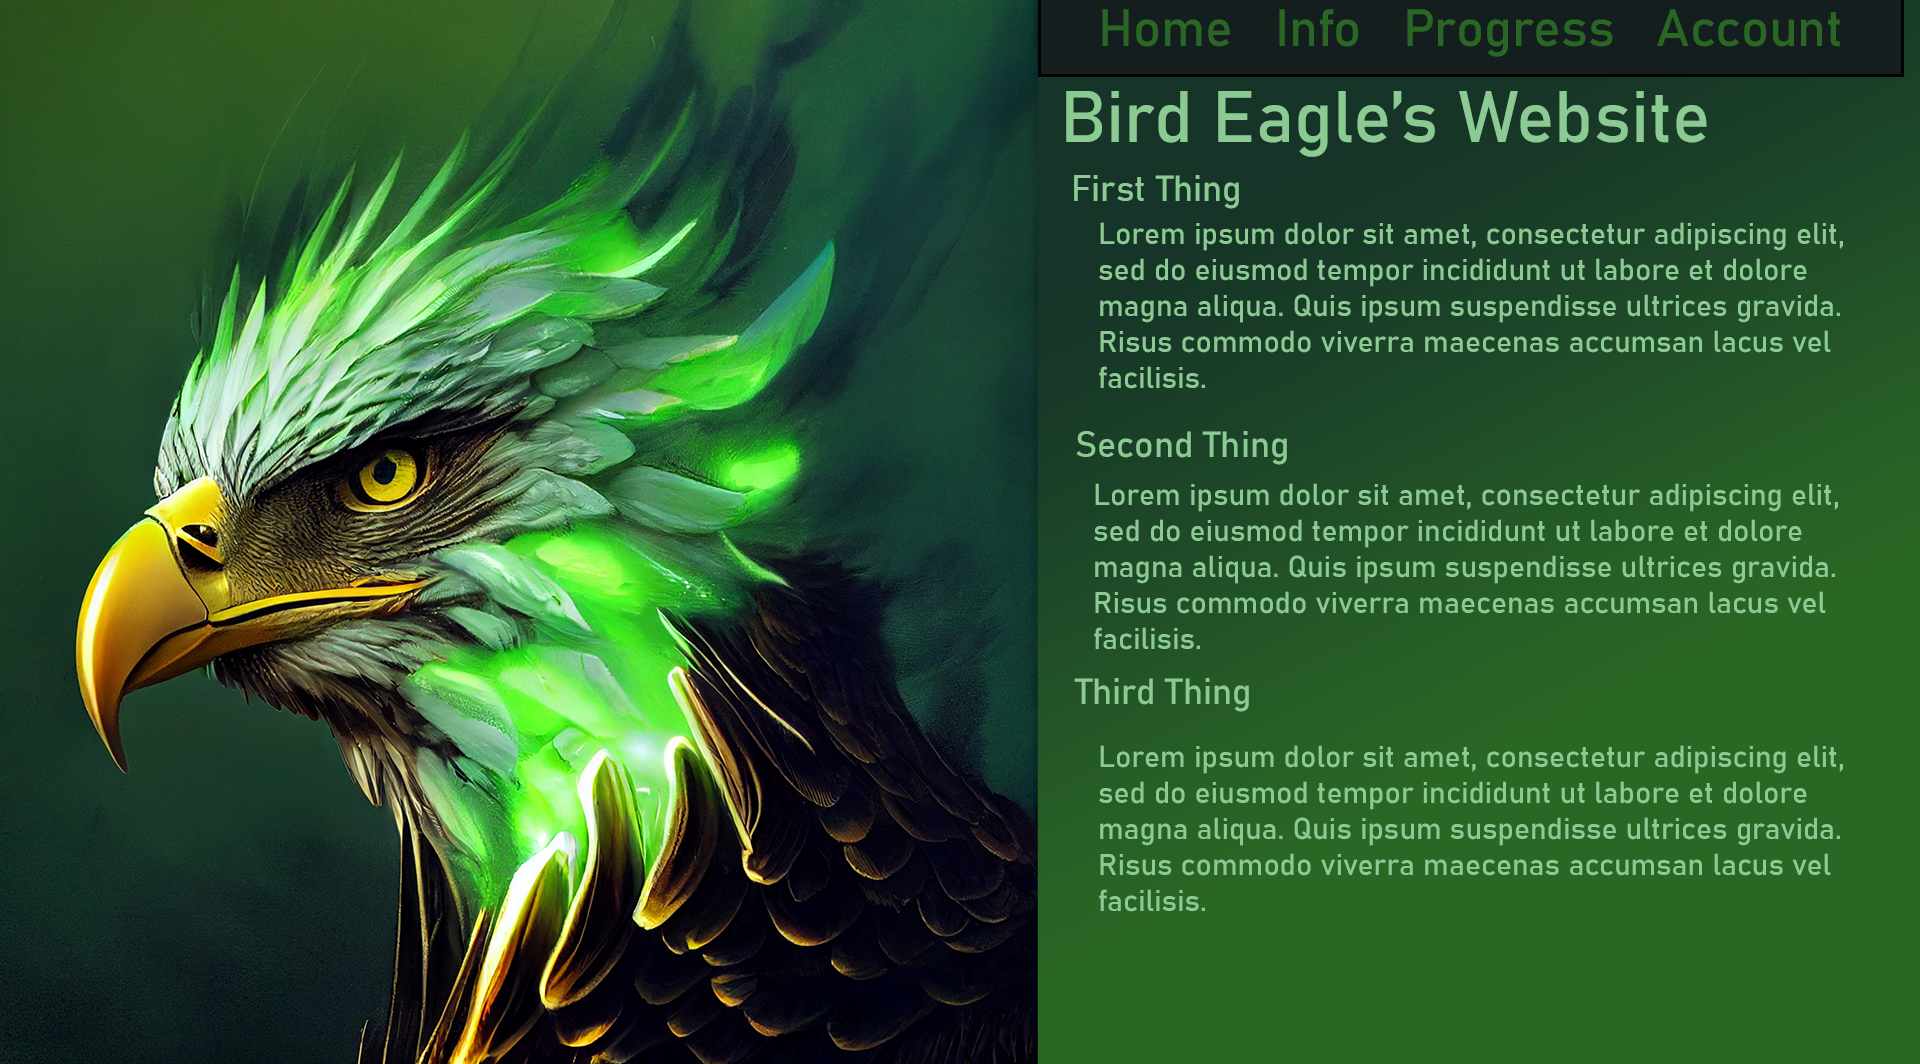 Home Info Progress Account
Bird Eagle’s Website
First Thing
Lorem ipsum dolor sit amet, consectetur adipiscing elit,
sed do eiusmod tempor incididunt ut labore et dolore
magna aliqua. Quis ipsum suspendisse ultrices gravida.
Risus commodo viverra maecenas accumsan lacus vel
facilisis.
Second Thing
Lorem ipsum dolor sit amet, consectetur adipiscing elit,
sed do eiusmod tempor incididunt ut labore et dolore
magna aliqua. Quis ipsum suspendisse ultrices gravida.
Risus commodo viverra maecenas accumsan lacus vel
facilisis.
Third Thing
Lorem ipsum dolor sit amet, consectetur adipiscing elit,
sed do eiusmod tempor incididunt ut labore et dolore
magna aliqua. Quis ipsum suspendisse ultrices gravida.
Risus commodo viverra maecenas accumsan lacus vel
facilisis.